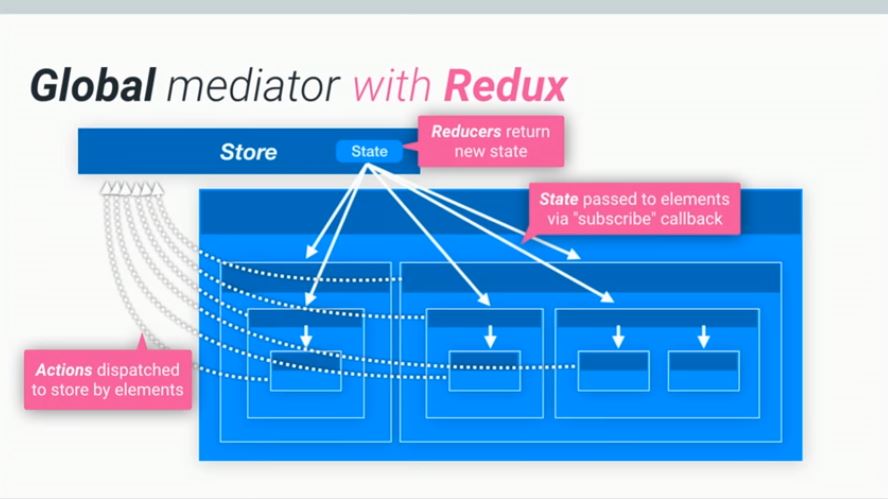 Global mediator with Redux
Store
State
Reducers return
new state
State passed to elements
via "subscribe" callback
Actions dispatched
to store by elements